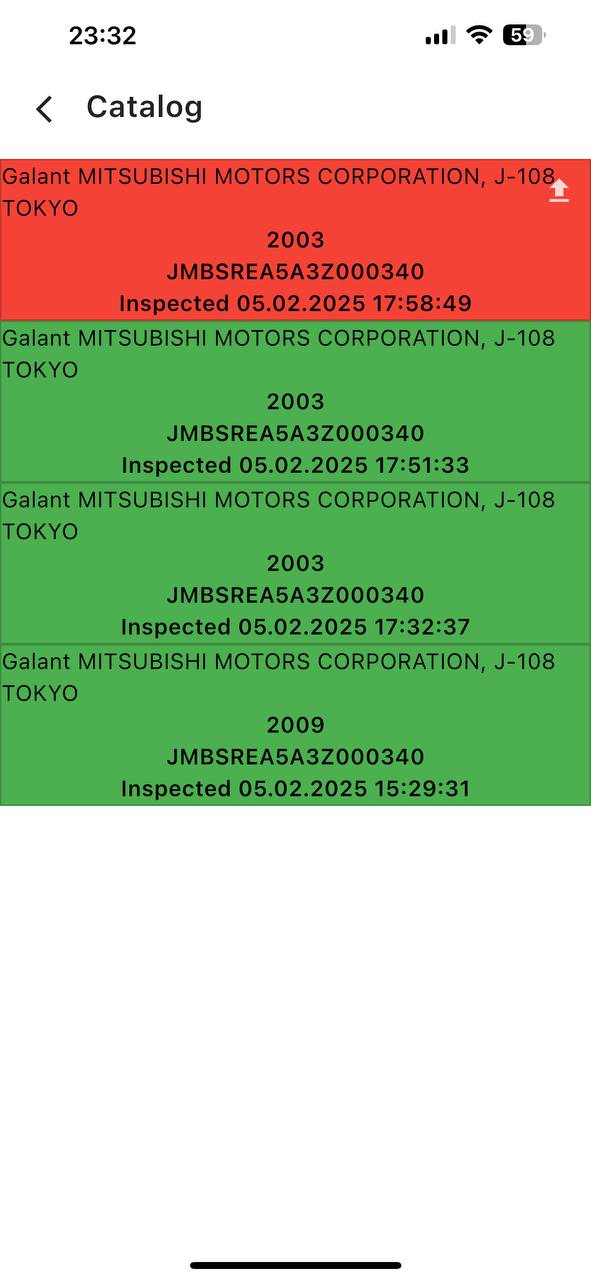 23:32
59
Catalog
Galant MITSUBISHI MOTORS CORPORATION, J-108
TOKYO
2003
JMBSREA5A3Z000340
Inspected 05.02.2025 17:58:49
Galant MITSUBISHI MOTORS CORPORATION, J-108
TOKYO
2003
JMBSREA5A3Z000340
Inspected 05.02.2025 17:51:33
Galant MITSUBISHI MOTORS CORPORATION, J-108
TOKYO
2003
JMBSREA5A3Z000340
Inspected 05.02.2025 17:32:37
Galant MITSUBISHI MOTORS CORPORATION, J-108
TOKYO
2009
JMBSREA5A3Z000340
Inspected 05.02.2025 15:29:31